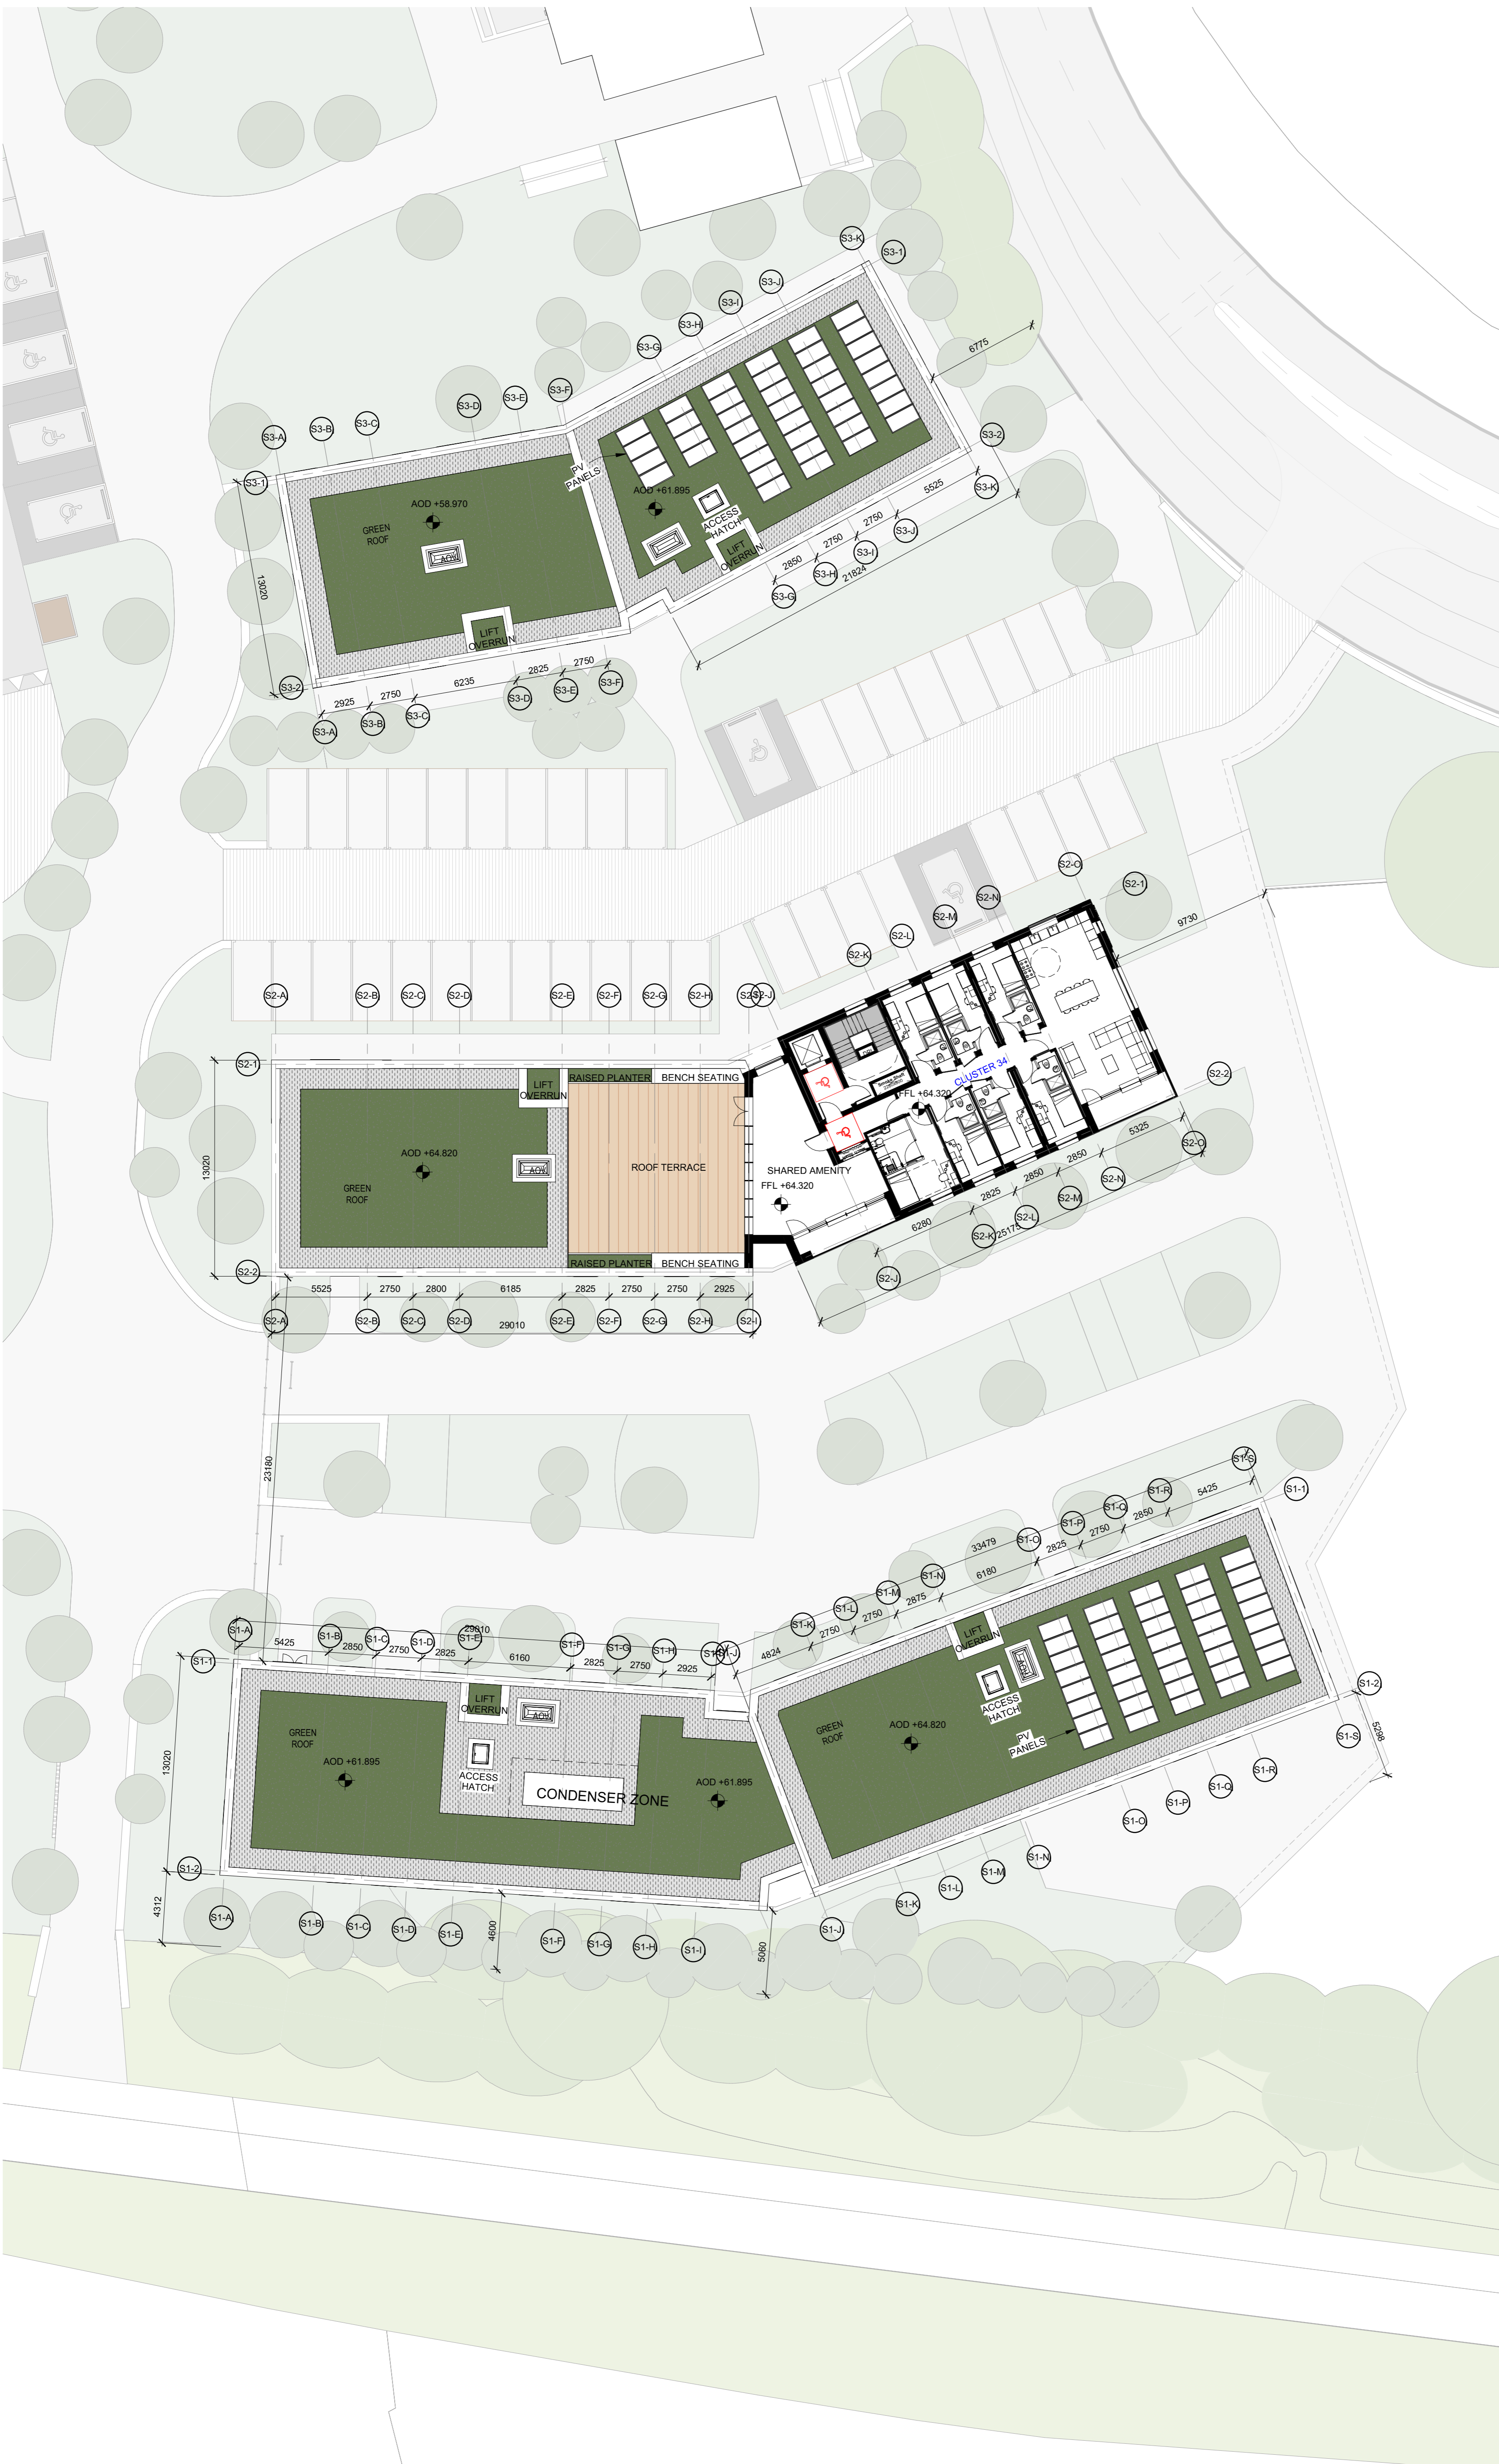 S3-K
S3-1
S3-J
S3-I
S3-H
S3-G
6775
S3-F
S3-E
S3-D
S3-C
S3-B
S3-A
S3-2
S3-1
PV
PANELS
AOD +61.895
S3-K
5525
AOD +58.970
GREEN
ROOF
ACCESS
HATCH
2750
S3-J
2750
S3-I
LIFT
OVERRUN
AOV
2850
S3-H
21824
S3-G
13020
LIFT
OVERRUN
2750
2825
S3-F
6235
S3-E
S3-D
S3-2
2750
2925
S3-C
S3-B
S3-A
S2-O
S2-1
S2-N
S2-M
9730
S2-L
S2-K
S2-A
S2-B
S2-C
S2-D
S2-E
S2-F
S2-G
S2-H
S2-J
S2-1
CLUSTER 34
S2-2
RAISED PLANTER
BENCH SEATING
LIFT
OVERRUN
Smoke Shaft
FFL +64.320
5325
S2-O
AOD +64.820
13020
AOV
ROOF TERRACE
SHARED AMENITY
FFL +64.320
GREEN
ROOF
2850
S2-N
2850
S2-M
2825
S2-L
6280
S2-K
25175
S2-J
RAISED PLANTER
BENCH SEATING
S2-2
5525
2750
2800
6185
2825
2750
2750
2925
S2-A
S2-B
S2-C
S2-D
S2-E
S2-F
S2-G
S2-H
S2-I
29010
23180
S1-S
S1-1
S1-R
5425
S1-Q
2850
S1-P
2750
S1-O
2825
33479
6180
S1-N
S1-M
2875
S1-L
2750
S1-K
2750
4824
S1-J
S1-A
29010
S1-B
S1-C
S1-D
S1-E
S1-F
S1-G
S1-H
5425
2850
2750
2825
6160
2825
2750
2925
S1-1
LIFT
OVERRUN
AOV
ACCESS
HATCH
S1-2
LIFT
OVERRUN
AOV
GREEN
ROOF
AOD +64.820
PV
PANELS
5298
S1-S
GREEN
ROOF
AOD +61.895
13020
ACCESS
HATCH
CONDENSER ZONE
AOD +61.895
S1-R
S1-Q
S1-P
S1-O
S1-N
S1-M
S1-L
S1-K
S1-J
S1-2
4312
S1-A
S1-B
S1-C
S1-D
S1-E
S1-F
S1-G
S1-H
S1-I
4600
5060